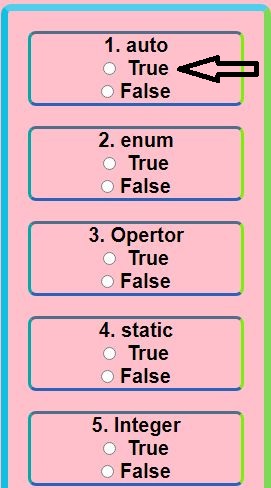 1. auto
True
False
2. enum
True
False
3. Opertor
True
False
4. static
True
False
5. Integer
True
False